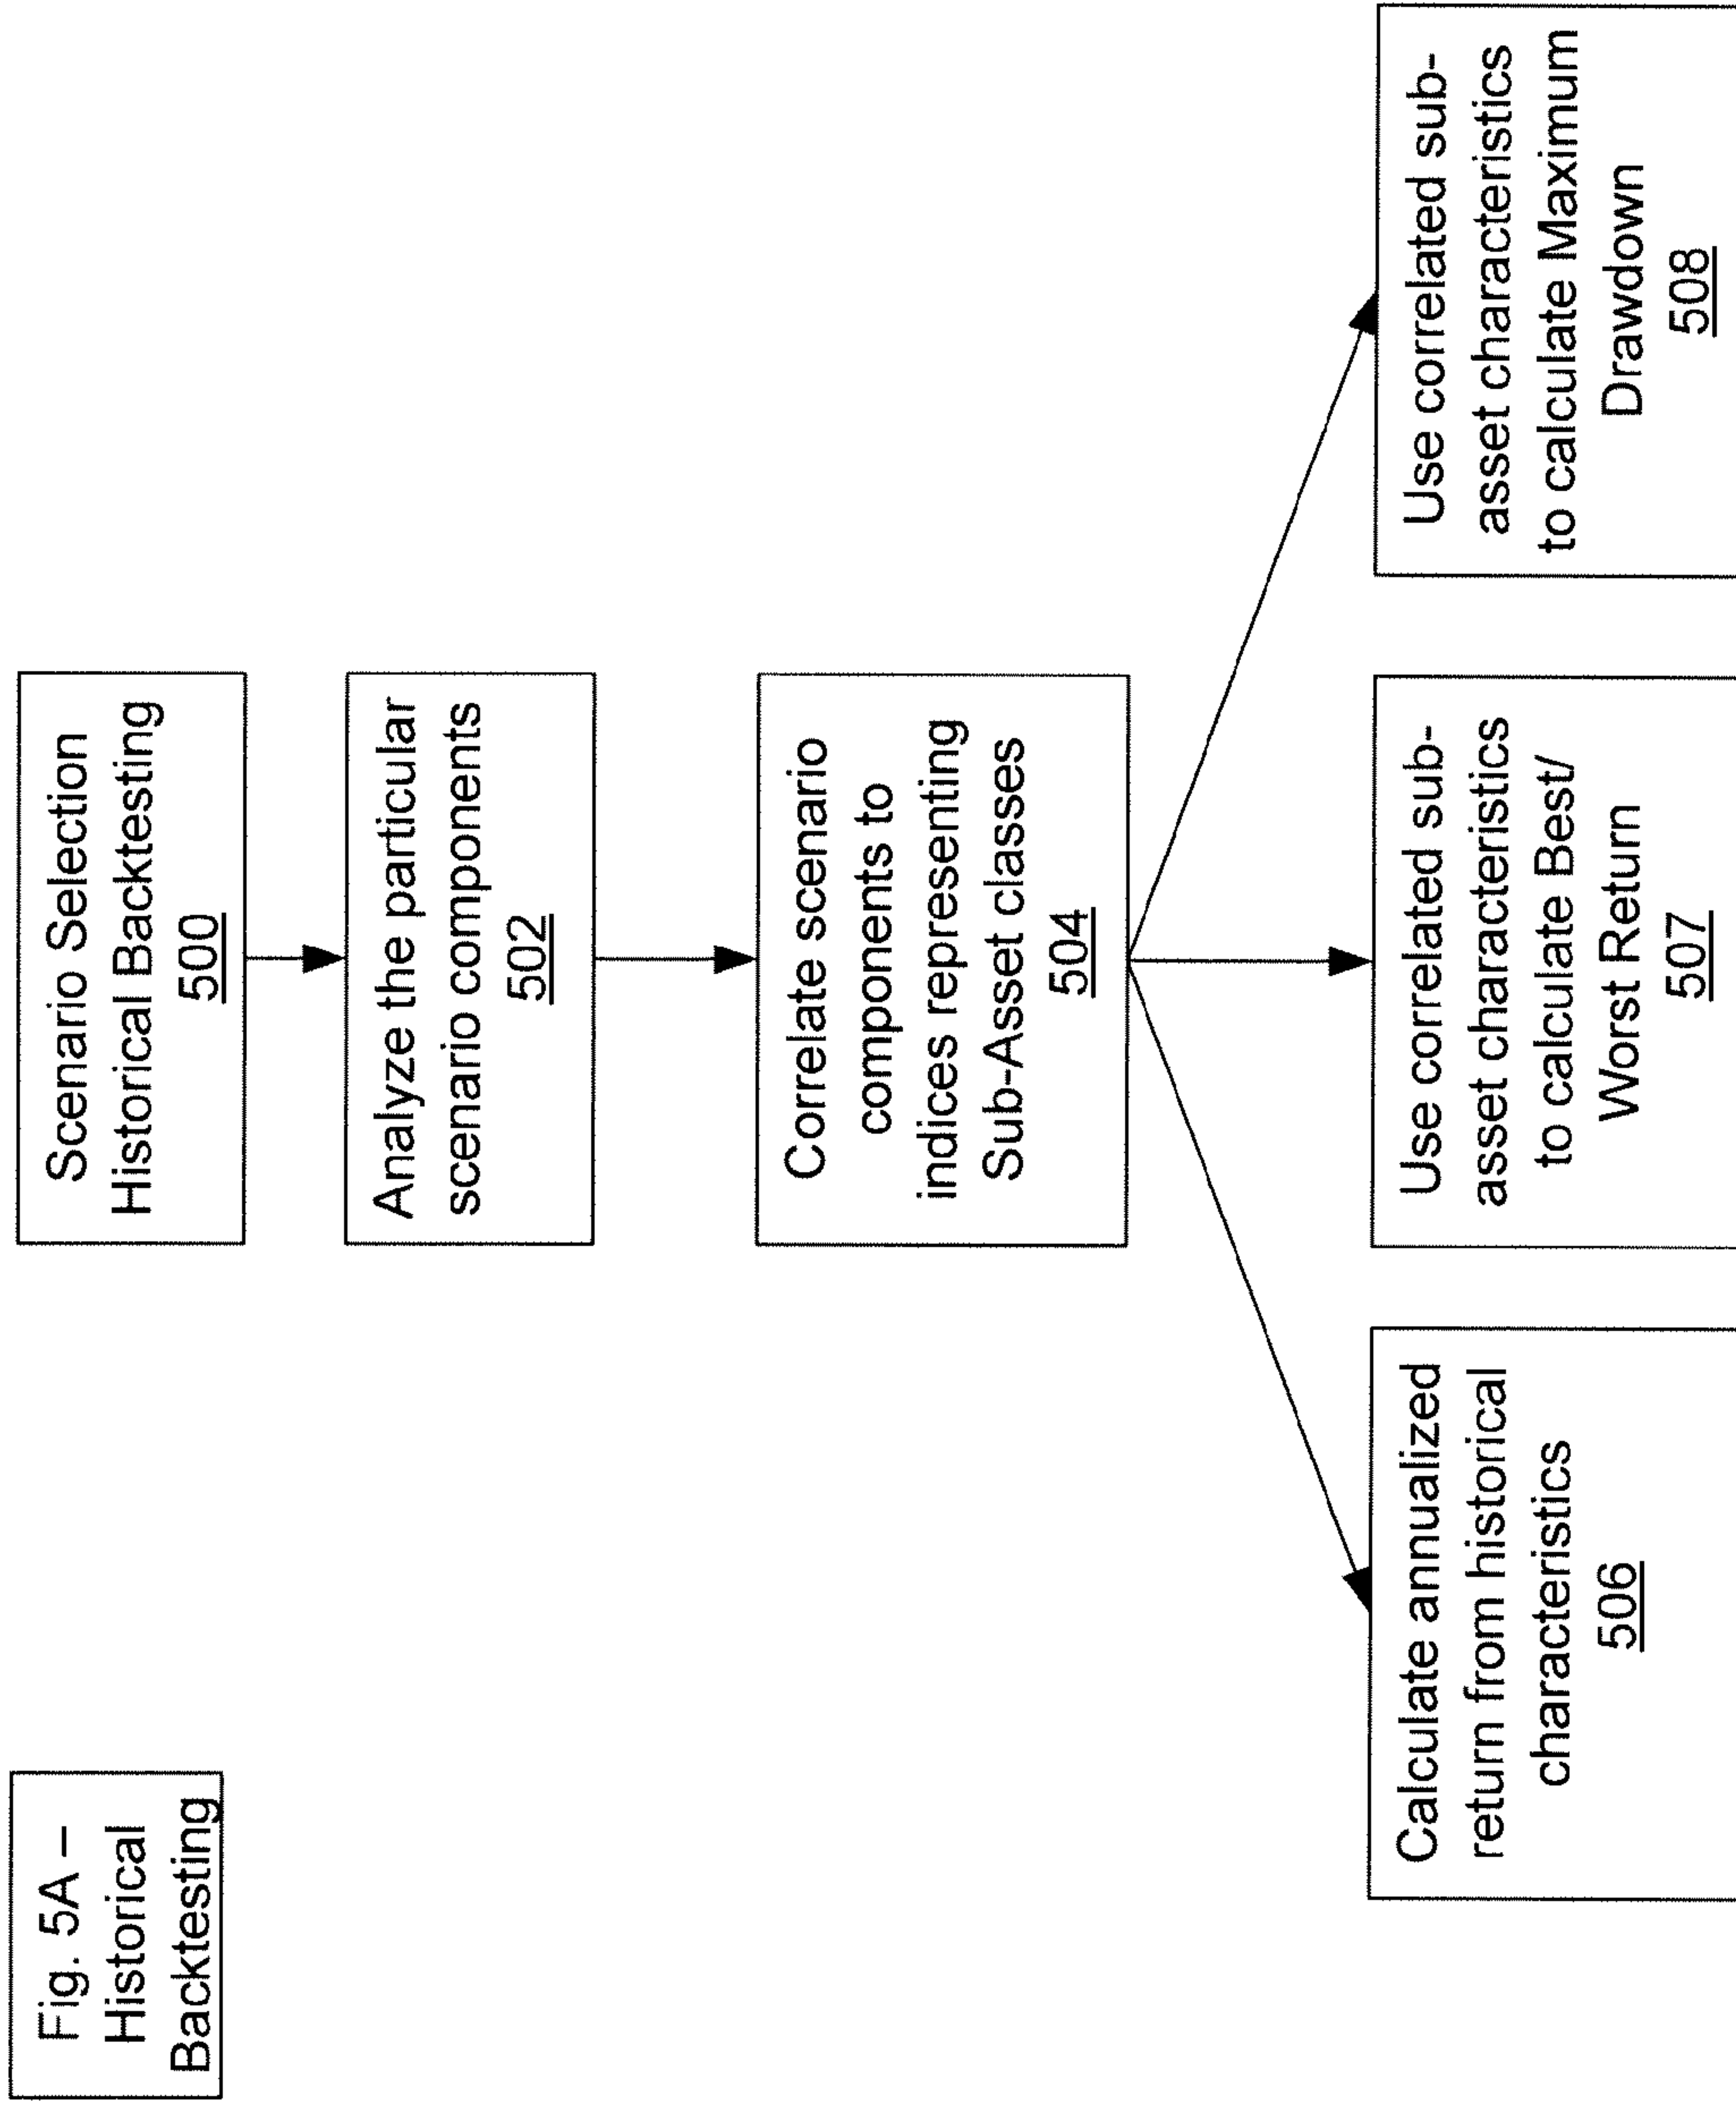 Fig. 5A –
Historical
Backtesting
Scenario Selection
Historical Backtesting
500
Analyze the particular
scenario components
502
Correlate scenario
components to
indices representing
Sub-Asset classes
504
Calculate annualized
return from historical
characteristics
506
Use correlated sub-
asset characteristics
to calculate Best/
Worst Return
507
Use correlated sub-
asset characteristics
to calculate Maximum
Drawdown
508